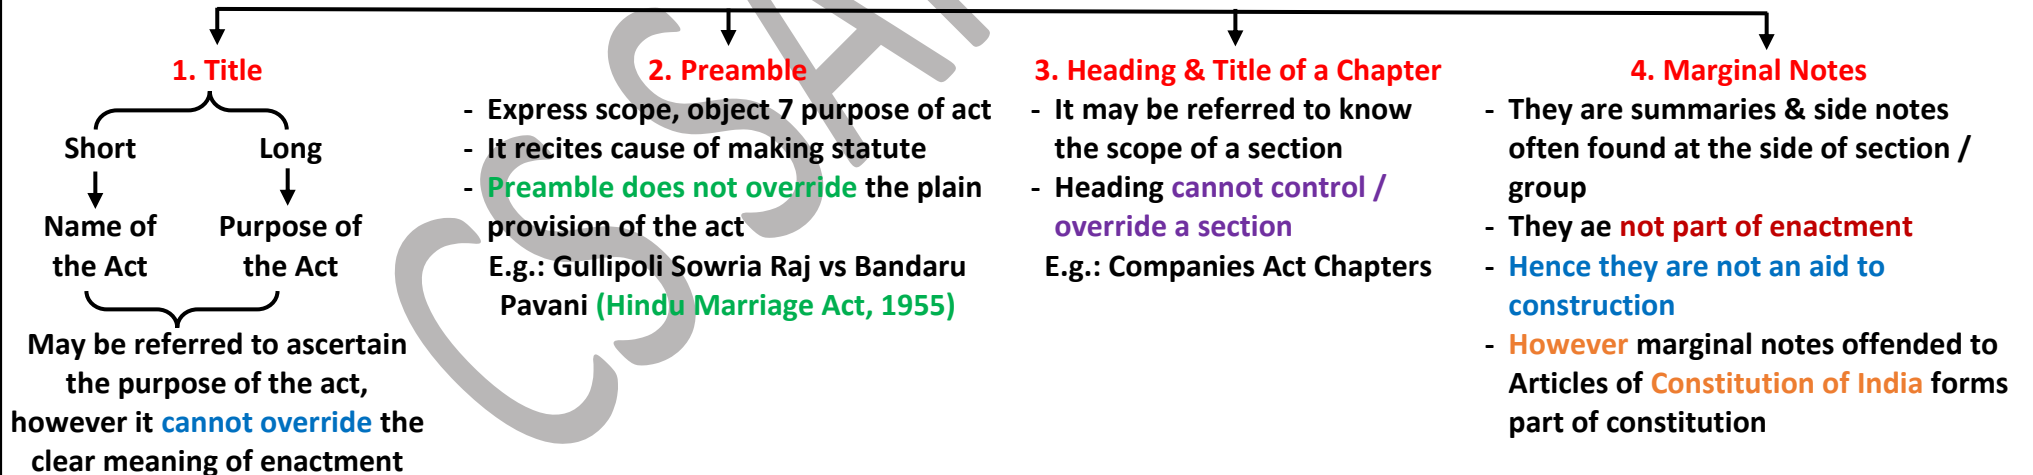 1. Title
Short
Long
Name of
the Act
Purpose of
the Act
May be referred to ascertain
the purpose of the act,
however it cannot override the
clear meaning of enactment
2. Preamble
- Express scope, object 7 purpose of act
- It recites cause of making statute
- Preamble does not override the plain
provision of the act
E.g.: Gullipoli Sowria Raj vs Bandaru
Pavani (Hindu Marriage Act, 1955)
3. Heading & Title of a Chapter
- It may be referred to know
the scope of a section
- Heading cannot control /
override a section
E.g.: Companies Act Chapters
4. Marginal Notes
- They are summaries & side notes
often found at the side of section /
group
- They ae not part of enactment
- Hence they are not an aid to
construction
- However marginal notes offended to
Articles of Constitution of India forms
part of constitution